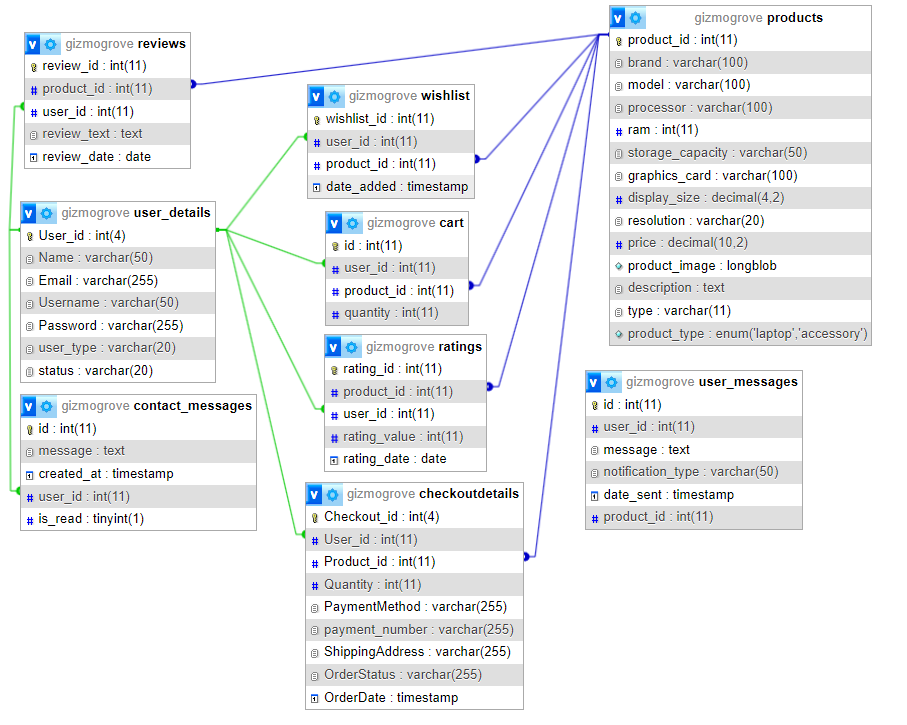 gizmogrove reviews
review_id : int(11)
product_id : int(11)
user_id : int(11)
review_text : text
review_date : date
gizmogrove user_details
User_id : int(4)
Name : varchar(50)
Email : varchar(255)
Username : varchar(50)
Password : varchar(255)
user_type : varchar(20)
status : varchar(20)
gizmogrove contact_messages
id : int(11)
message : text
created_at : timestamp
user_id : int(11)
is_read : tinyint(1)
gizmogrove wishlist
wishlist_id : int(11)
user_id : int(11)
product_id : int(11)
date_added : timestamp
gizmogrove cart
id : int(11)
user_id : int(11)
product_id : int(11)
quantity : int(11)
gizmogrove ratings
rating_id : int(11)
product_id : int(11)
user_id : int(11)
rating_value : int(11)
rating_date : date
gizmogrove checkoutdetails
Checkout_id : int(4)
User_id : int(11)
Product_id : int(11)
Quantity : int(11)
PaymentMethod : varchar(255)
payment_number : varchar(255)
ShippingAddress : varchar(255)
OrderStatus : varchar(255)
OrderDate : timestamp
gizmogrove products
product_id : int(11)
brand : varchar(100)
model : varchar(100)
processor : varchar(100)
ram : int(11)
storage_capacity : varchar(50)
graphics_card : varchar(100)
display_size : decimal(4,2)
resolution : varchar(20)
price : decimal(10,2)
product_image : longblob
description : text
type : varchar(11)
product_type : enum('laptop','accessory')
gizmogrove user_messages
id : int(11)
user_id : int(11)
message : text
notification_type : varchar(50)
date_sent : timestamp
product_id : int(11)